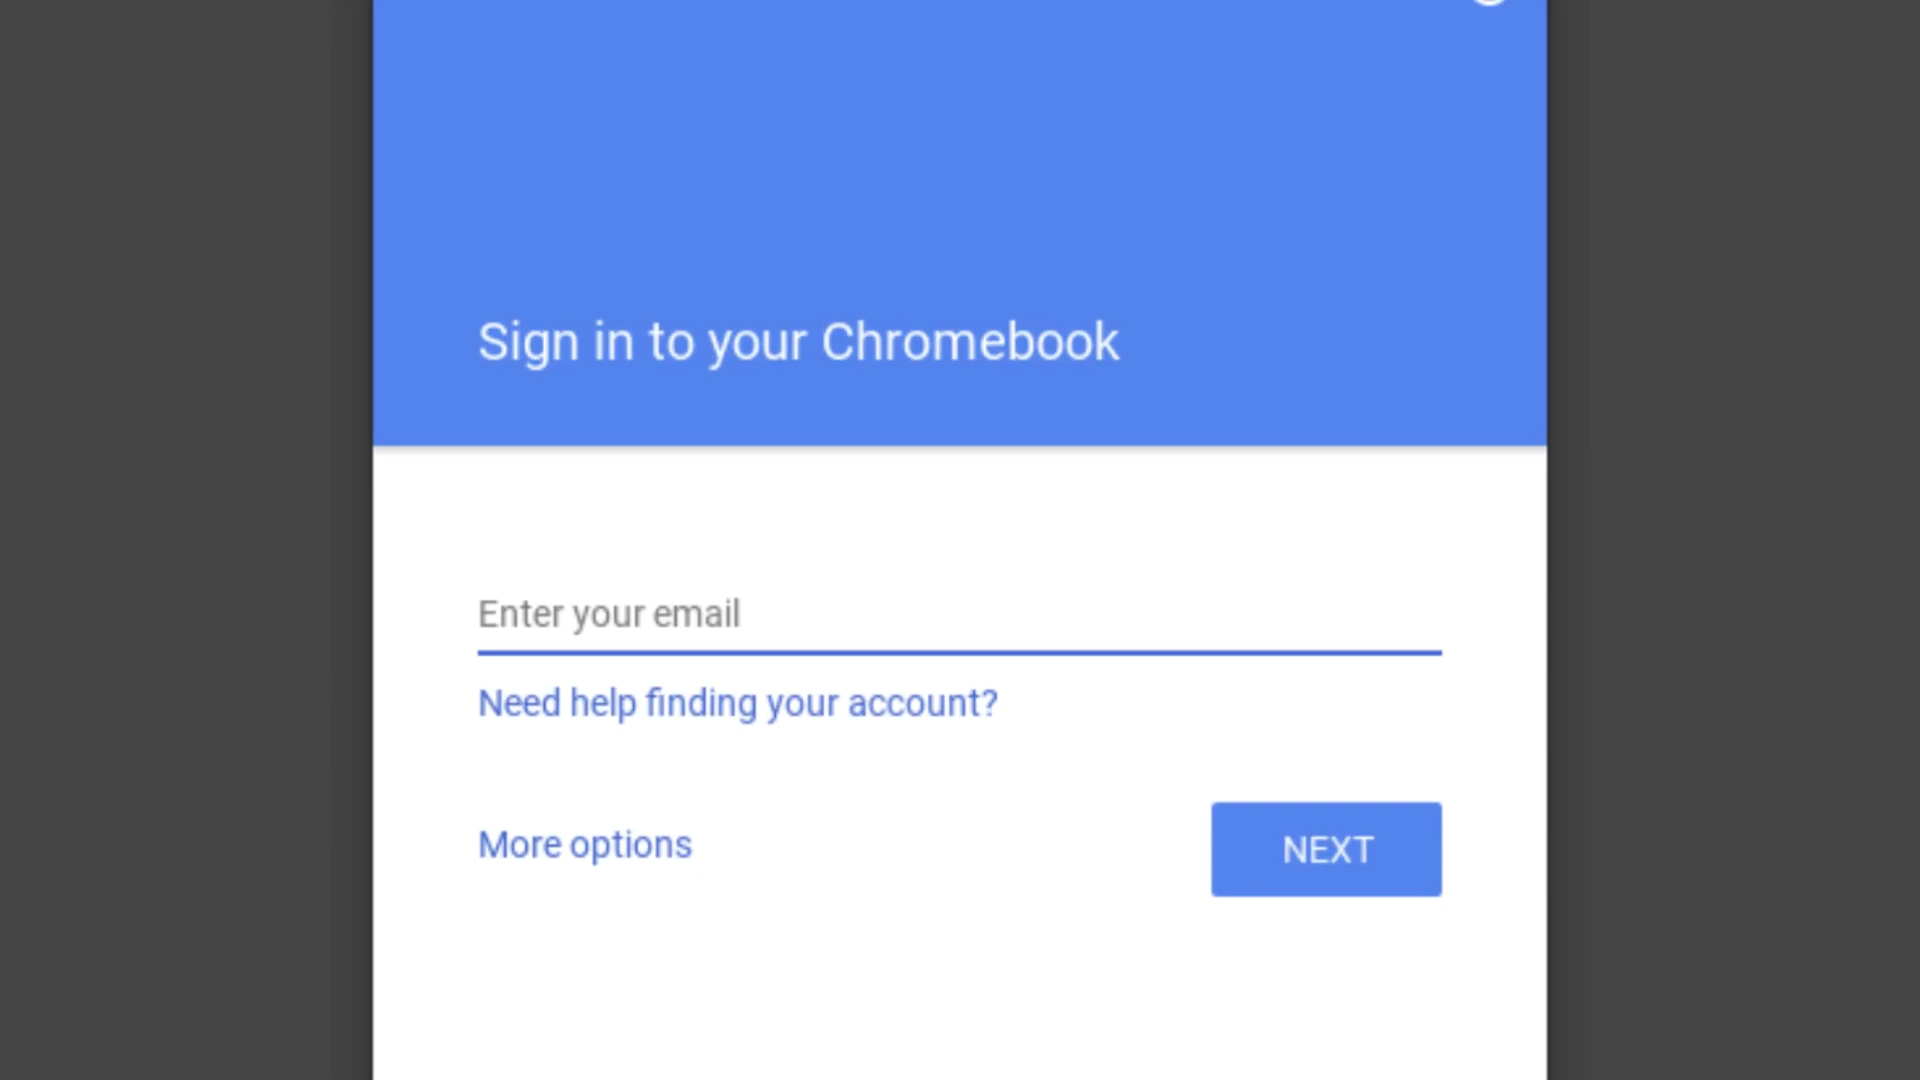 Sign in to your Chromebook
Enter your email
Need help finding your account?
More options
NEXT